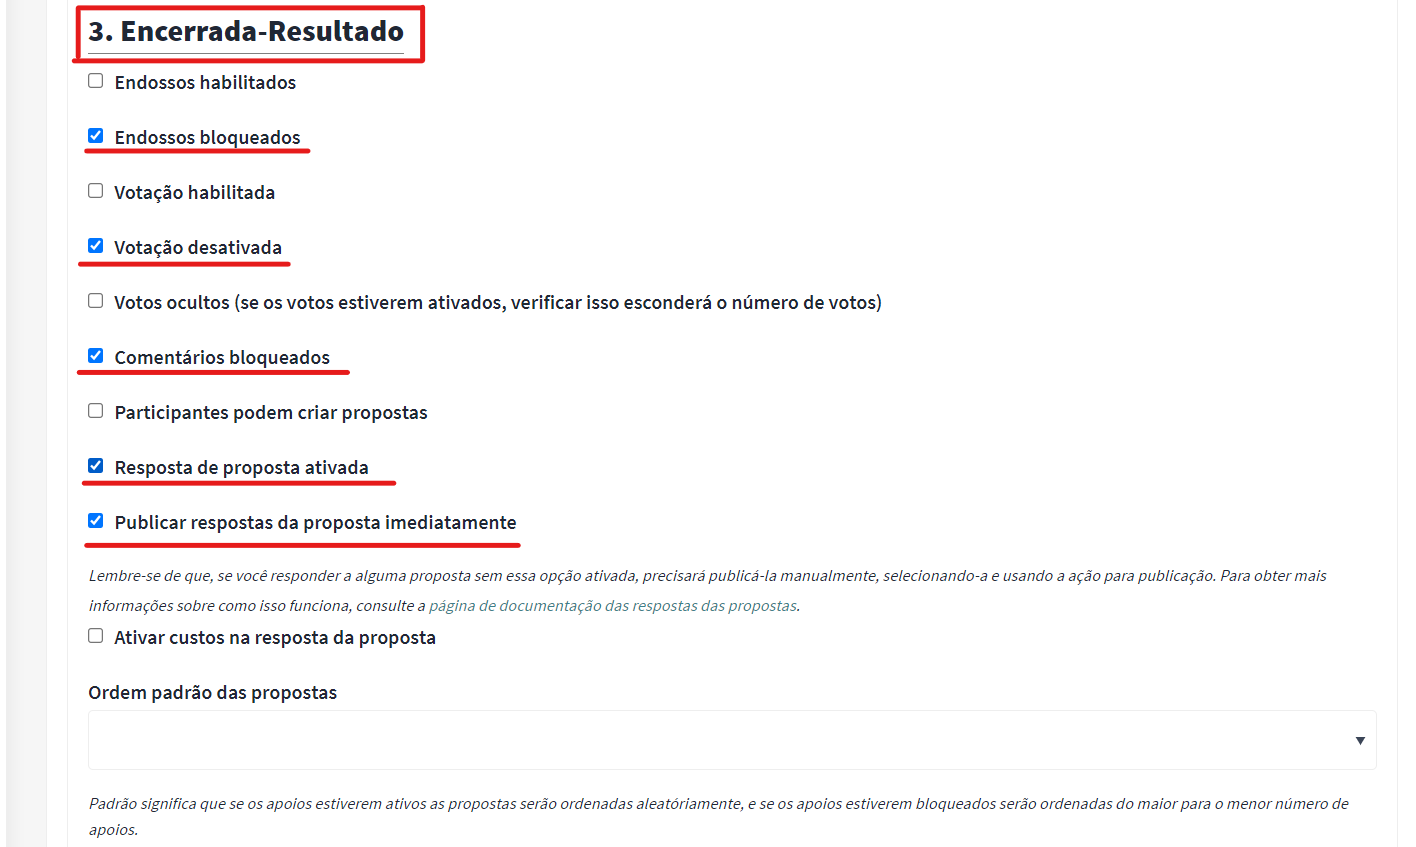 3. Encerrada-Resultado
Endossos habilitados
Endossos bloqueados
Votação habilitada
Votação desativada
Votos ocultos (se os votos estiverem ativados, verificar isso esconderá o número de votos)
Comentários bloqueados
Participantes podem criar propostas
Resposta de proposta ativada
Publicar respostas da proposta imediatamente
Lembre-se de que, se você responder a alguma proposta sem essa opção ativada, precisará publicá-la manualmente, selecionando-a e usando a ação para publicação. Para obter mais
informações sobre como isso funciona, consulte a página de documentação das respostas das propostas.
Ativar custos na resposta da proposta
Ordem padrão das propostas
Padrão significa que se os apoios estiverem ativos as propostas serão ordenadas aleatóriamente, e se os apoios estiverem bloqueados serão ordenadas do maior para o menor número de
apoios.